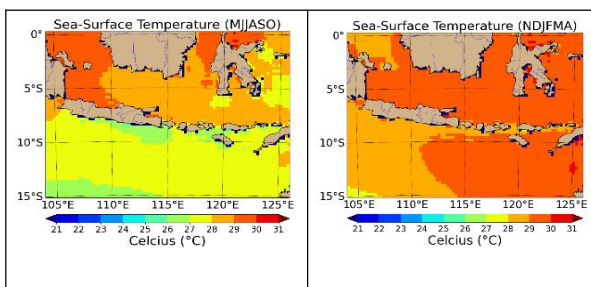 Sea-Surface Temperature (MJJASO)
0°
5°S
10°S
15°S
105°E 110°E 115°E 120°E 125°E
21 22 23 24 25 26 27 28 29 30 31
Celcius (°C)
Sea-Surface Temperature (NDJFMA)
0°
5°S
10°S
15°S
105°E 110°E 115°E 120°E 125°E
21 22 23 24 25 26 27 28 29 30 31
Celcius (°C)